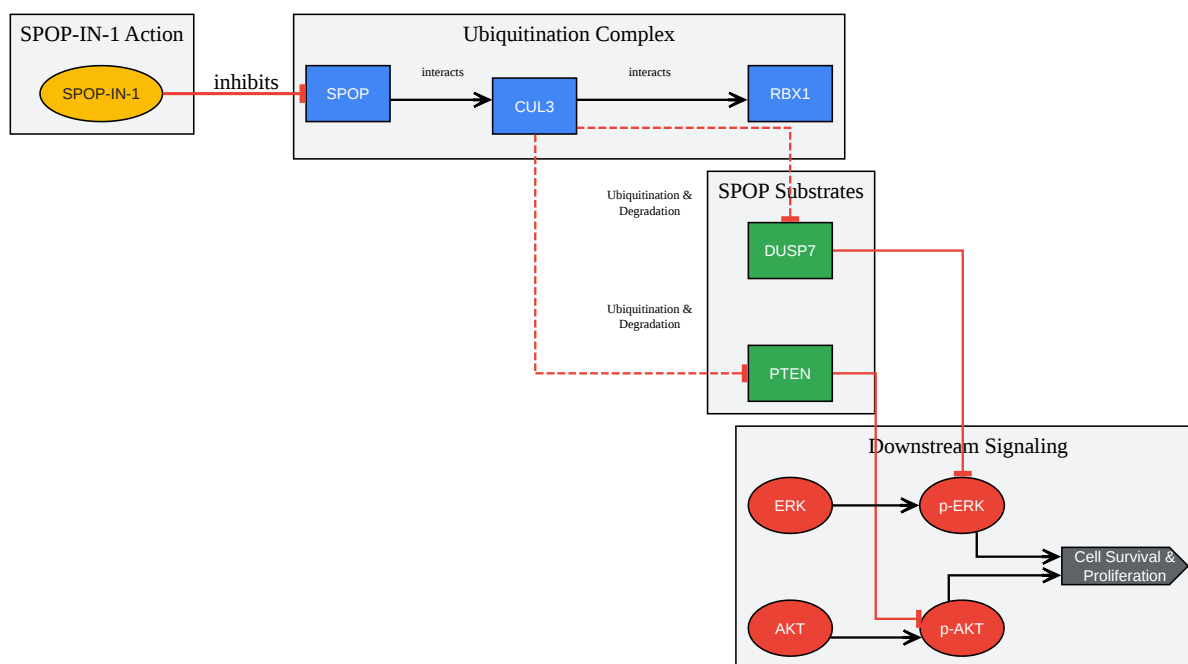 SPOP-IN-1 Action
Ubiquitination Complex
SPOP-IN-1
inhibits
SPOP
interacts
CUL3
interacts
RBX1
Ubiquitination &
Degradation
SPOP Substrates
DUSP7
Ubiquitination &
Degradation
PTEN
Downstream Signaling
ERK
p-ERK
Cell Survival &
Proliferation
AKT
p-AKT